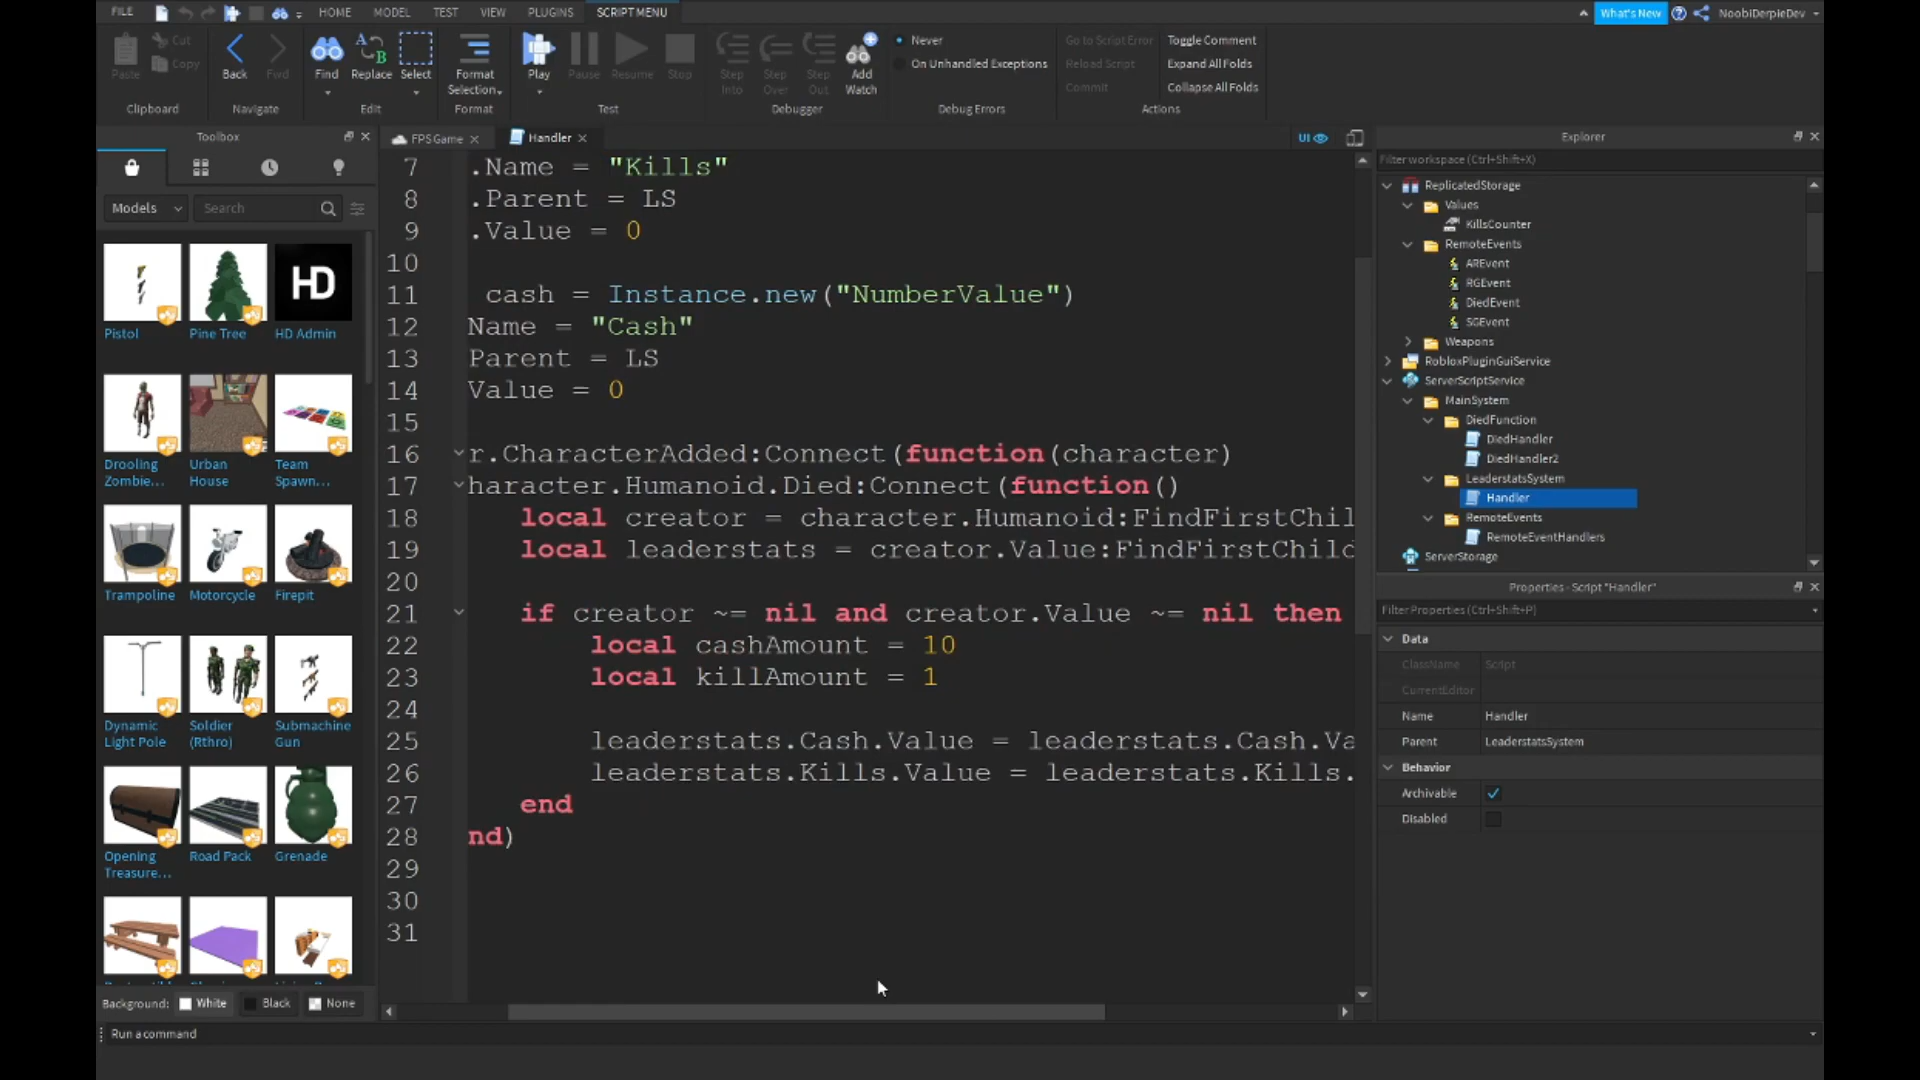 FILE HOME MODEL TEST VIEW PLUGINS SCRIPT MENU What's New NoobiDerpieDev
Paste Cut Copy
Back Fwd
Find Replace Select
Format Selection
Play Pause Resume Stop
Step Into Step Over Step Out Add Watch
Never
On Unhandled Exceptions
Go to Script Error
Reload Script
Commit
Toggle Comment
Expand All Folds
Collapse All Folds
Clipboard Navigate Edit Format Test Debugger Debug Errors Actions
Toolbox
Models Search
Pistol Pine Tree HD Admin
HD
Drooling Zombie... Urban House Team Spawn...
Trampoline Motorcycle Firepit
Dynamic Light Pole Soldier (Rthro) Submachine Gun
Opening Treasure... Road Pack Grenade
Background: White Black None
Run a command
FPSGame Handler UI
7 .Name = "Kills"
8 .Parent = LS
9 .Value = 0
10
11 cash = Instance.new("NumberValue")
12 Name = "Cash"
13 Parent = LS
14 Value = 0
15
16 r.CharacterAdded:Connect(function(character)
17 haracter.Humanoid.Died:Connect(function()
18 local creator = character.Humanoid:FindFirstChil
19 local leaderstats = creator.Value:FindFirstChild
20
21 if creator ~= nil and creator.Value ~= nil then
22 local cashAmount = 10
23 local killAmount = 1
24
25 leaderstats.Cash.Value = leaderstats.Cash.Va
26 leaderstats.Kills.Value = leaderstats.Kills.
27 end
28 nd)
29
30
31
Explorer
Filter workspace (Ctrl+Shift+X)
ReplicatedStorage
Values
KillsCounter
RemoteEvents
AREvent
RGEvent
DiedEvent
SGEvent
Weapons
RobloxPluginGuiService
ServerScriptService
MainSystem
DiedFunction
DiedHandler
DiedHandler2
LeaderstatsSystem
Handler
RemoteEvents
RemoteEventHandlers
ServerStorage
Properties - Script "Handler"
Filter Properties (Ctrl+Shift+P)
Data
ClassName Script
CurrentEditor
Name Handler
Parent LeaderstatsSystem
Behavior
Archivable
Disabled